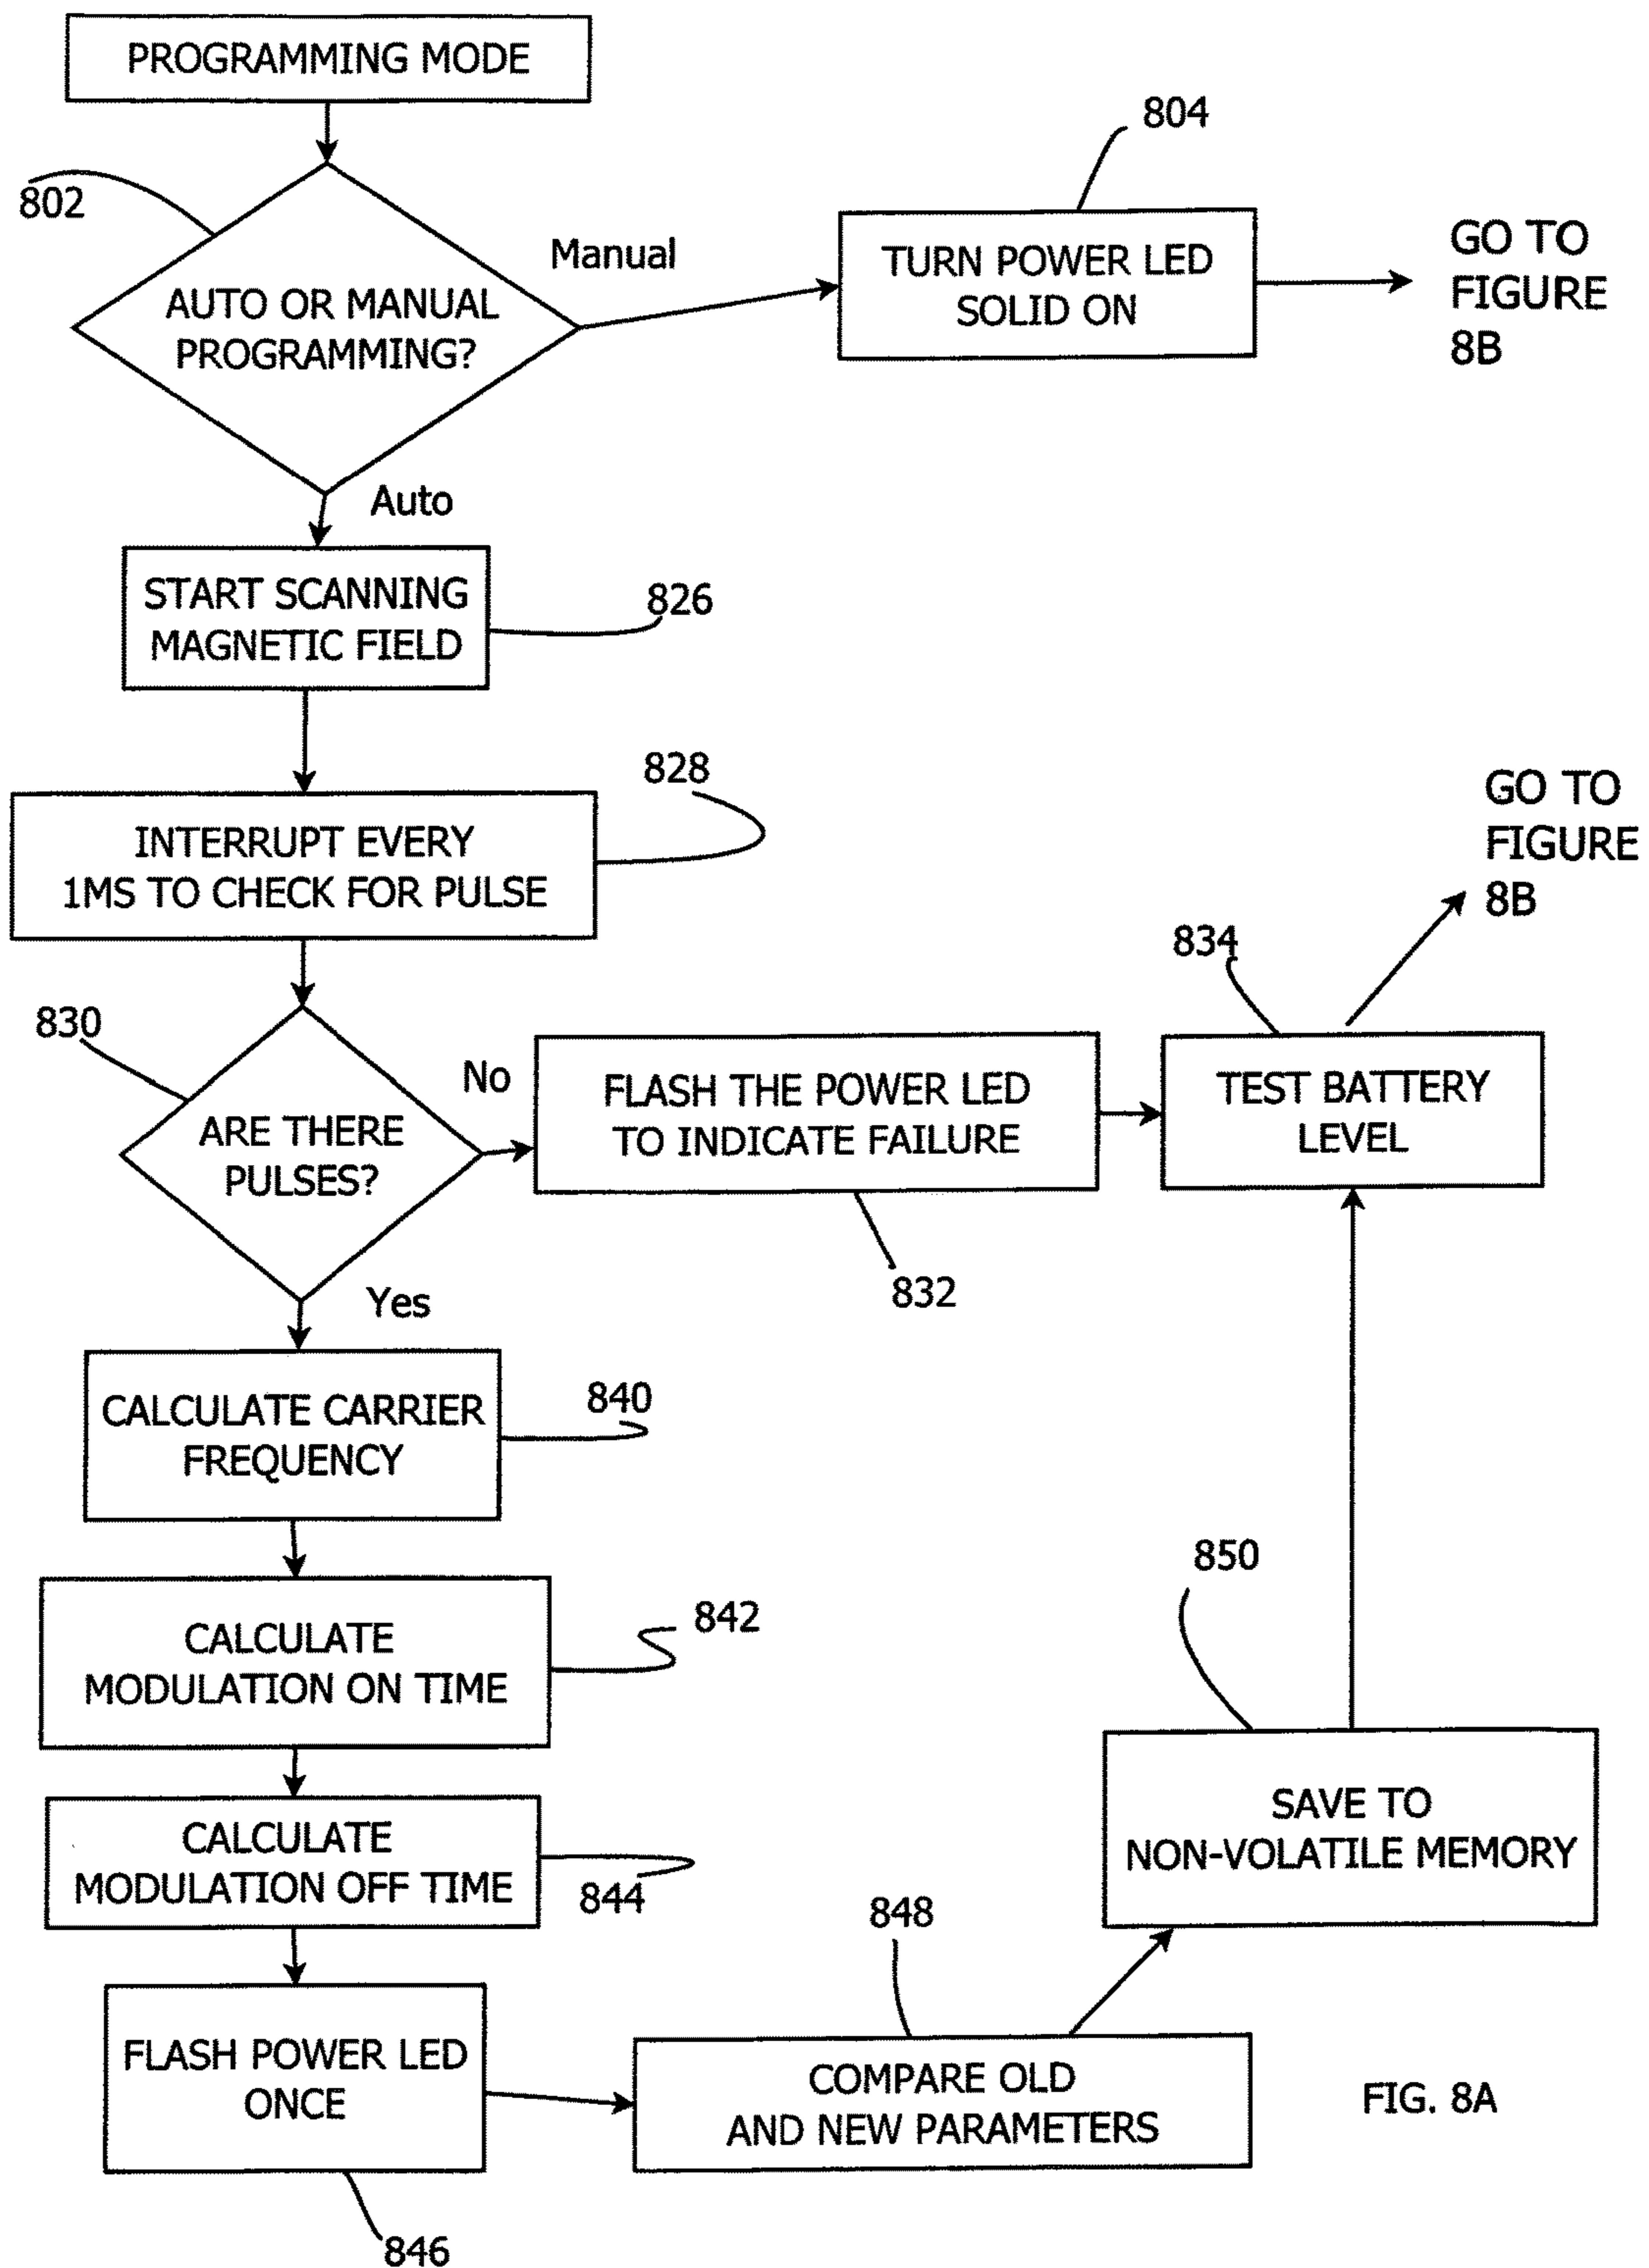 PROGRAMMING MODE
804
802
Manual
TURN POWER LED
SOLID ON
GO TO
FIGURE
8B
AUTO OR MANUAL
PROGRAMMING?
Auto
START SCANNING
MAGNETIC FIELD
826
828
INTERRUPT EVERY
1MS TO CHECK FOR PULSE
GO TO
FIGURE
8B
834
830
No
FLASH THE POWER LED
TO INDICATE FAILURE
TEST BATTERY
LEVEL
ARE THERE
PULSES?
832
Yes
CALCULATE CARRIER
FREQUENCY
840
850
CALCULATE
MODULATION ON TIME
842
SAVE TO
NON-VOLATILE MEMORY
CALCULATE
MODULATION OFF TIME
844
848
FLASH POWER LED
ONCE
COMPARE OLD
AND NEW PARAMETERS
FIG. 8A
846